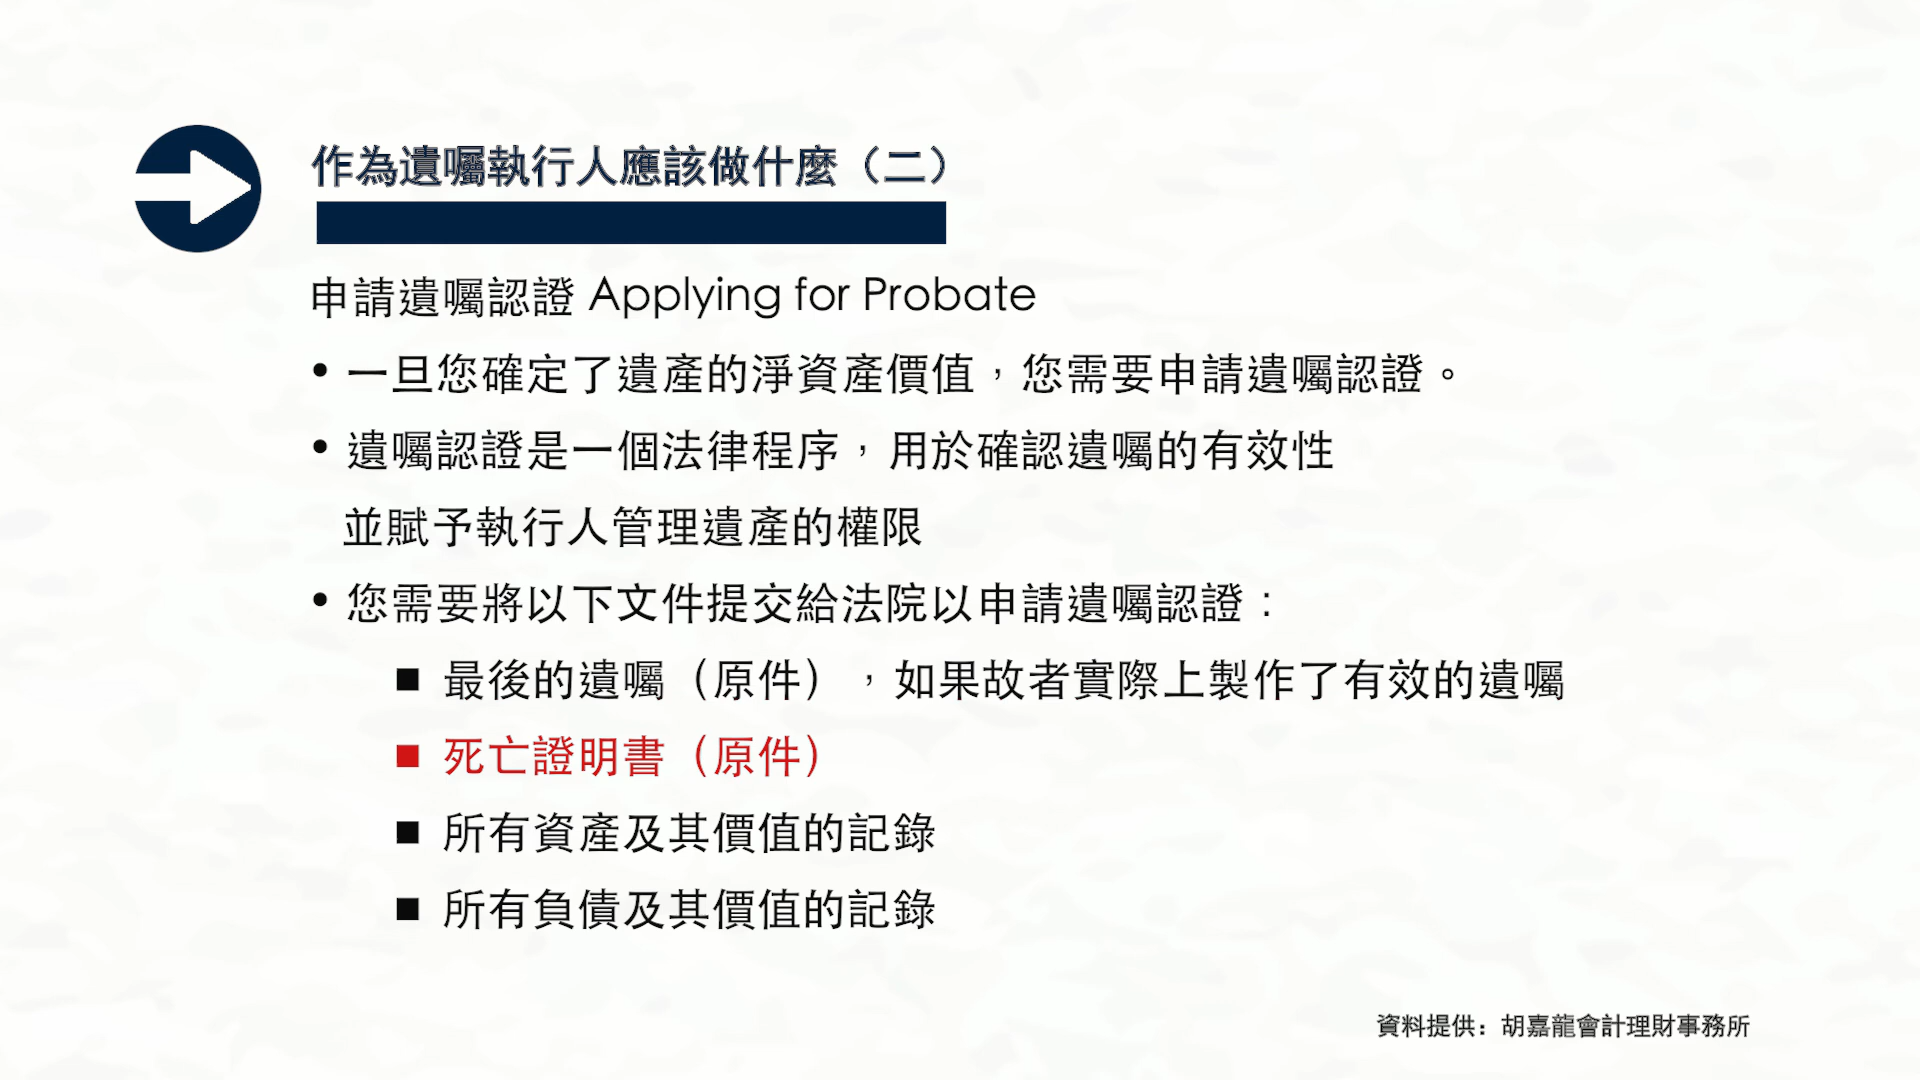 作為遺囑執行人應該做什麼（二）
申請遺囑認證 Applying for Probate
• 一旦您確定了遺產的淨資產價值，您需要申請遺囑認證。
• 遺囑認證是一個法律程序，用於確認遺囑的有效性
並賦予執行人管理遺產的權限
• 您需要將以下文件提交給法院以申請遺囑認證：
■ 最後的遺囑（原件），如果故者實際上製作了有效的遺囑
■ 死亡證明書（原件）
■ 所有資產及其價值的記錄
■ 所有負債及其價值的記錄
資料提供：胡嘉龍會計理財事務所